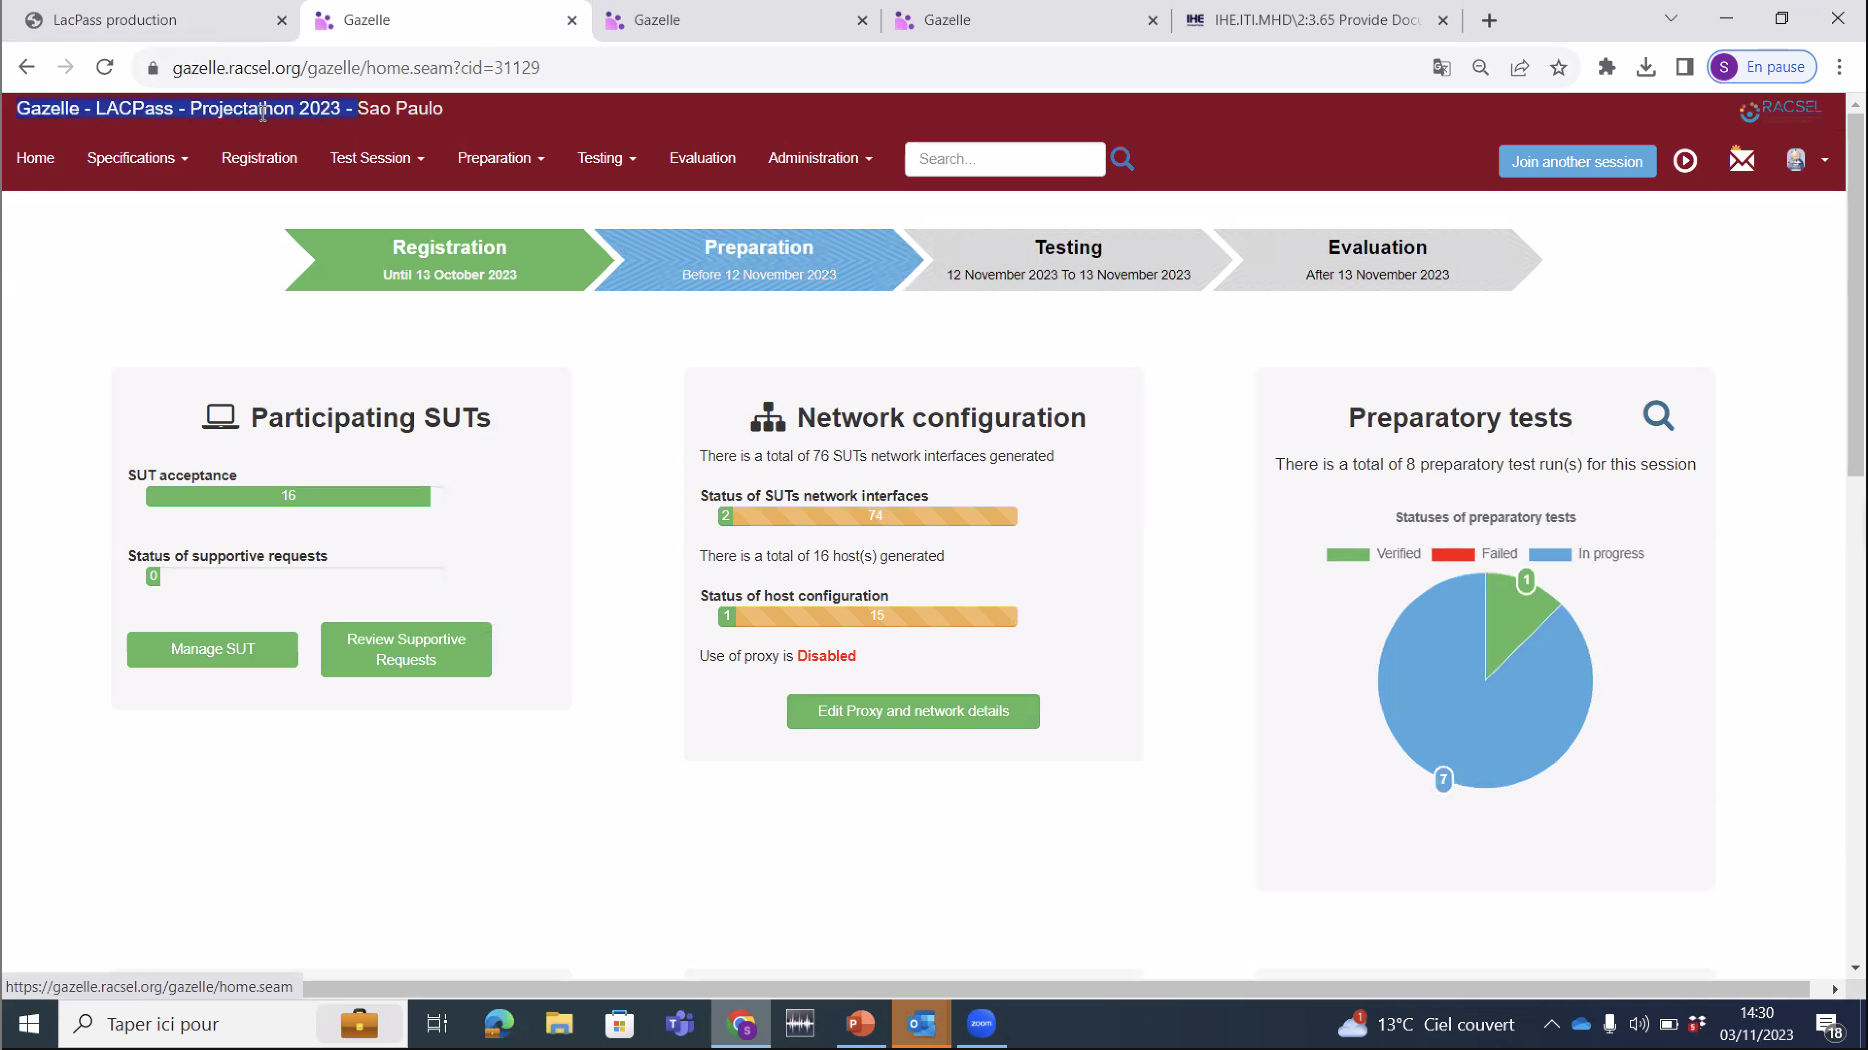 LacPass production
Gazelle
Gazelle
Gazelle
IHE IHE.ITI.MHD\2:3.65 Provide Docu
gazelle.racsel.org/gazelle/home.seam?cid=31129
S En pause
Gazelle - LACPass - Projectathon 2023 - Sao Paulo
RACSEL
Home Specifications Registration Test Session Preparation Testing Evaluation Administration Search... Join another session
Registration
Until 13 October 2023
Preparation
Before 12 November 2023
Testing
12 November 2023 To 13 November 2023
Evaluation
After 13 November 2023
Participating SUTs
SUT acceptance
16
Status of supportive requests
0
Manage SUT
Review Supportive
Requests
Network configuration
There is a total of 76 SUTs network interfaces generated
Status of SUTs network interfaces
2 74
There is a total of 16 host(s) generated
Status of host configuration
1 15
Use of proxy is Disabled
Edit Proxy and network details
Preparatory tests
There is a total of 8 preparatory test run(s) for this session
Statuses of preparatory tests
Verified Failed In progress
1
7
https://gazelle.racsel.org/gazelle/home.seam
Taper ici pour
S
P
zoom
1
13°C Ciel couvert
5
14:30
03/11/2023
18